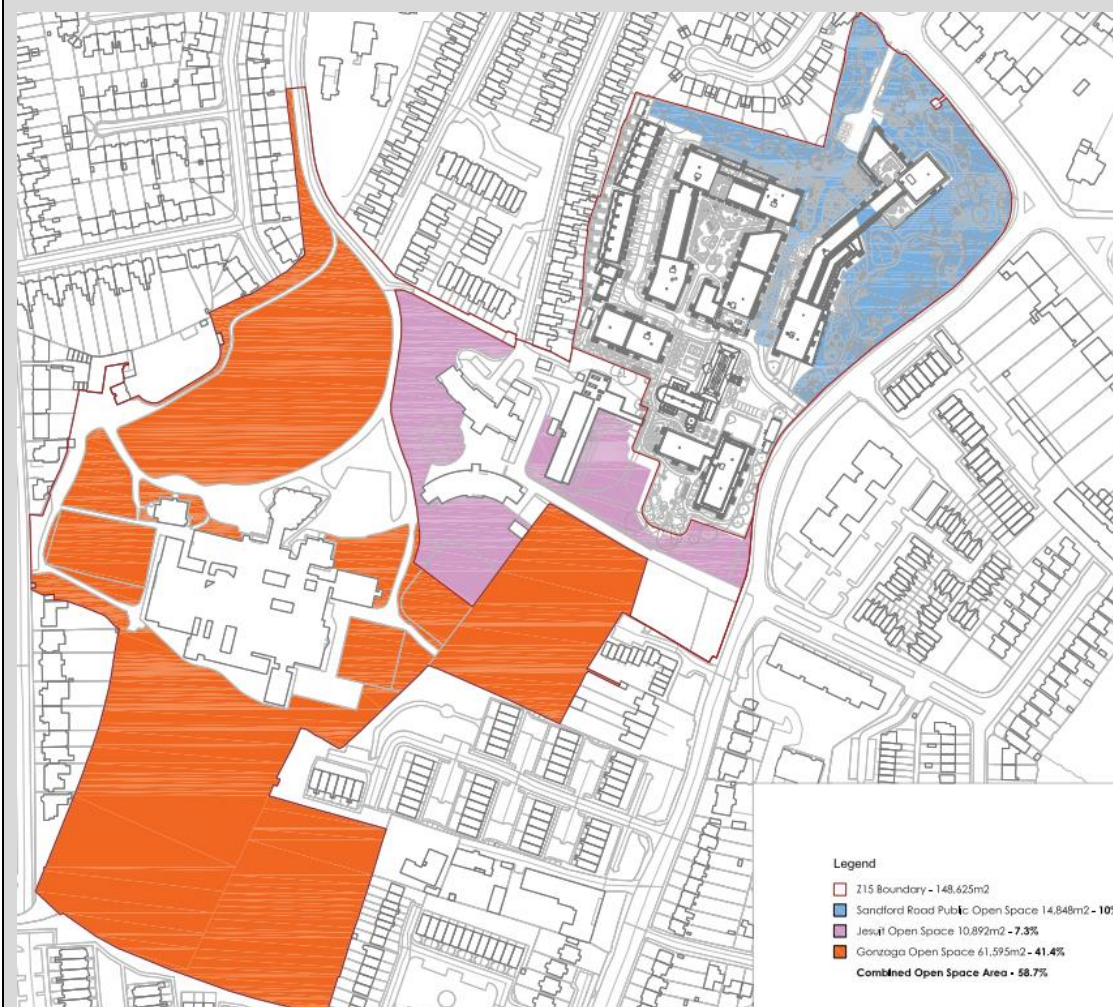 Legend
Z15 Boundary - 148,625m2
Sandford Road Public Open Space 14,848m2 - 10%
Jesuit Open Space 10,892m2 - 7.3%
Gonzaga Open Space 61,595m2 - 41.4%
Combined Open Space Area - 58.7%